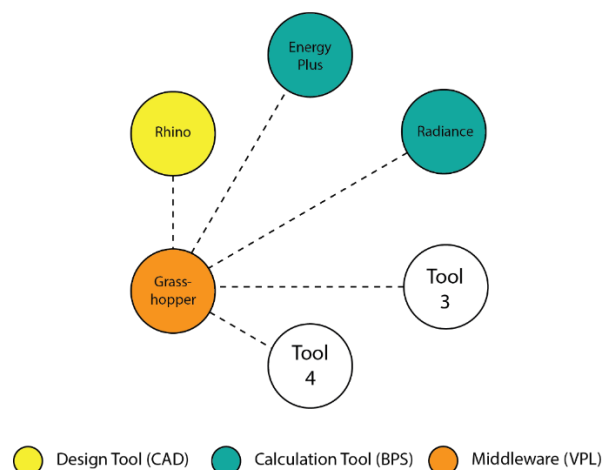 Energy
Plus
Rhino
Radiance
Grass-
hopper
Tool
3
Tool
4
Design Tool (CAD)
Calculation Tool (BPS)
Middleware (VPL)